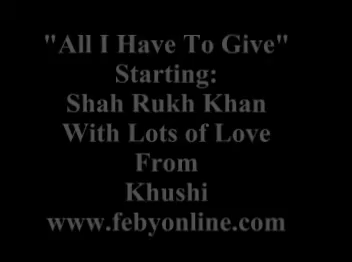 "All I Have To Give"
Starting:
Shah Rukh Khan
With Lots of Love
From
Khushi
www.febyonline.com